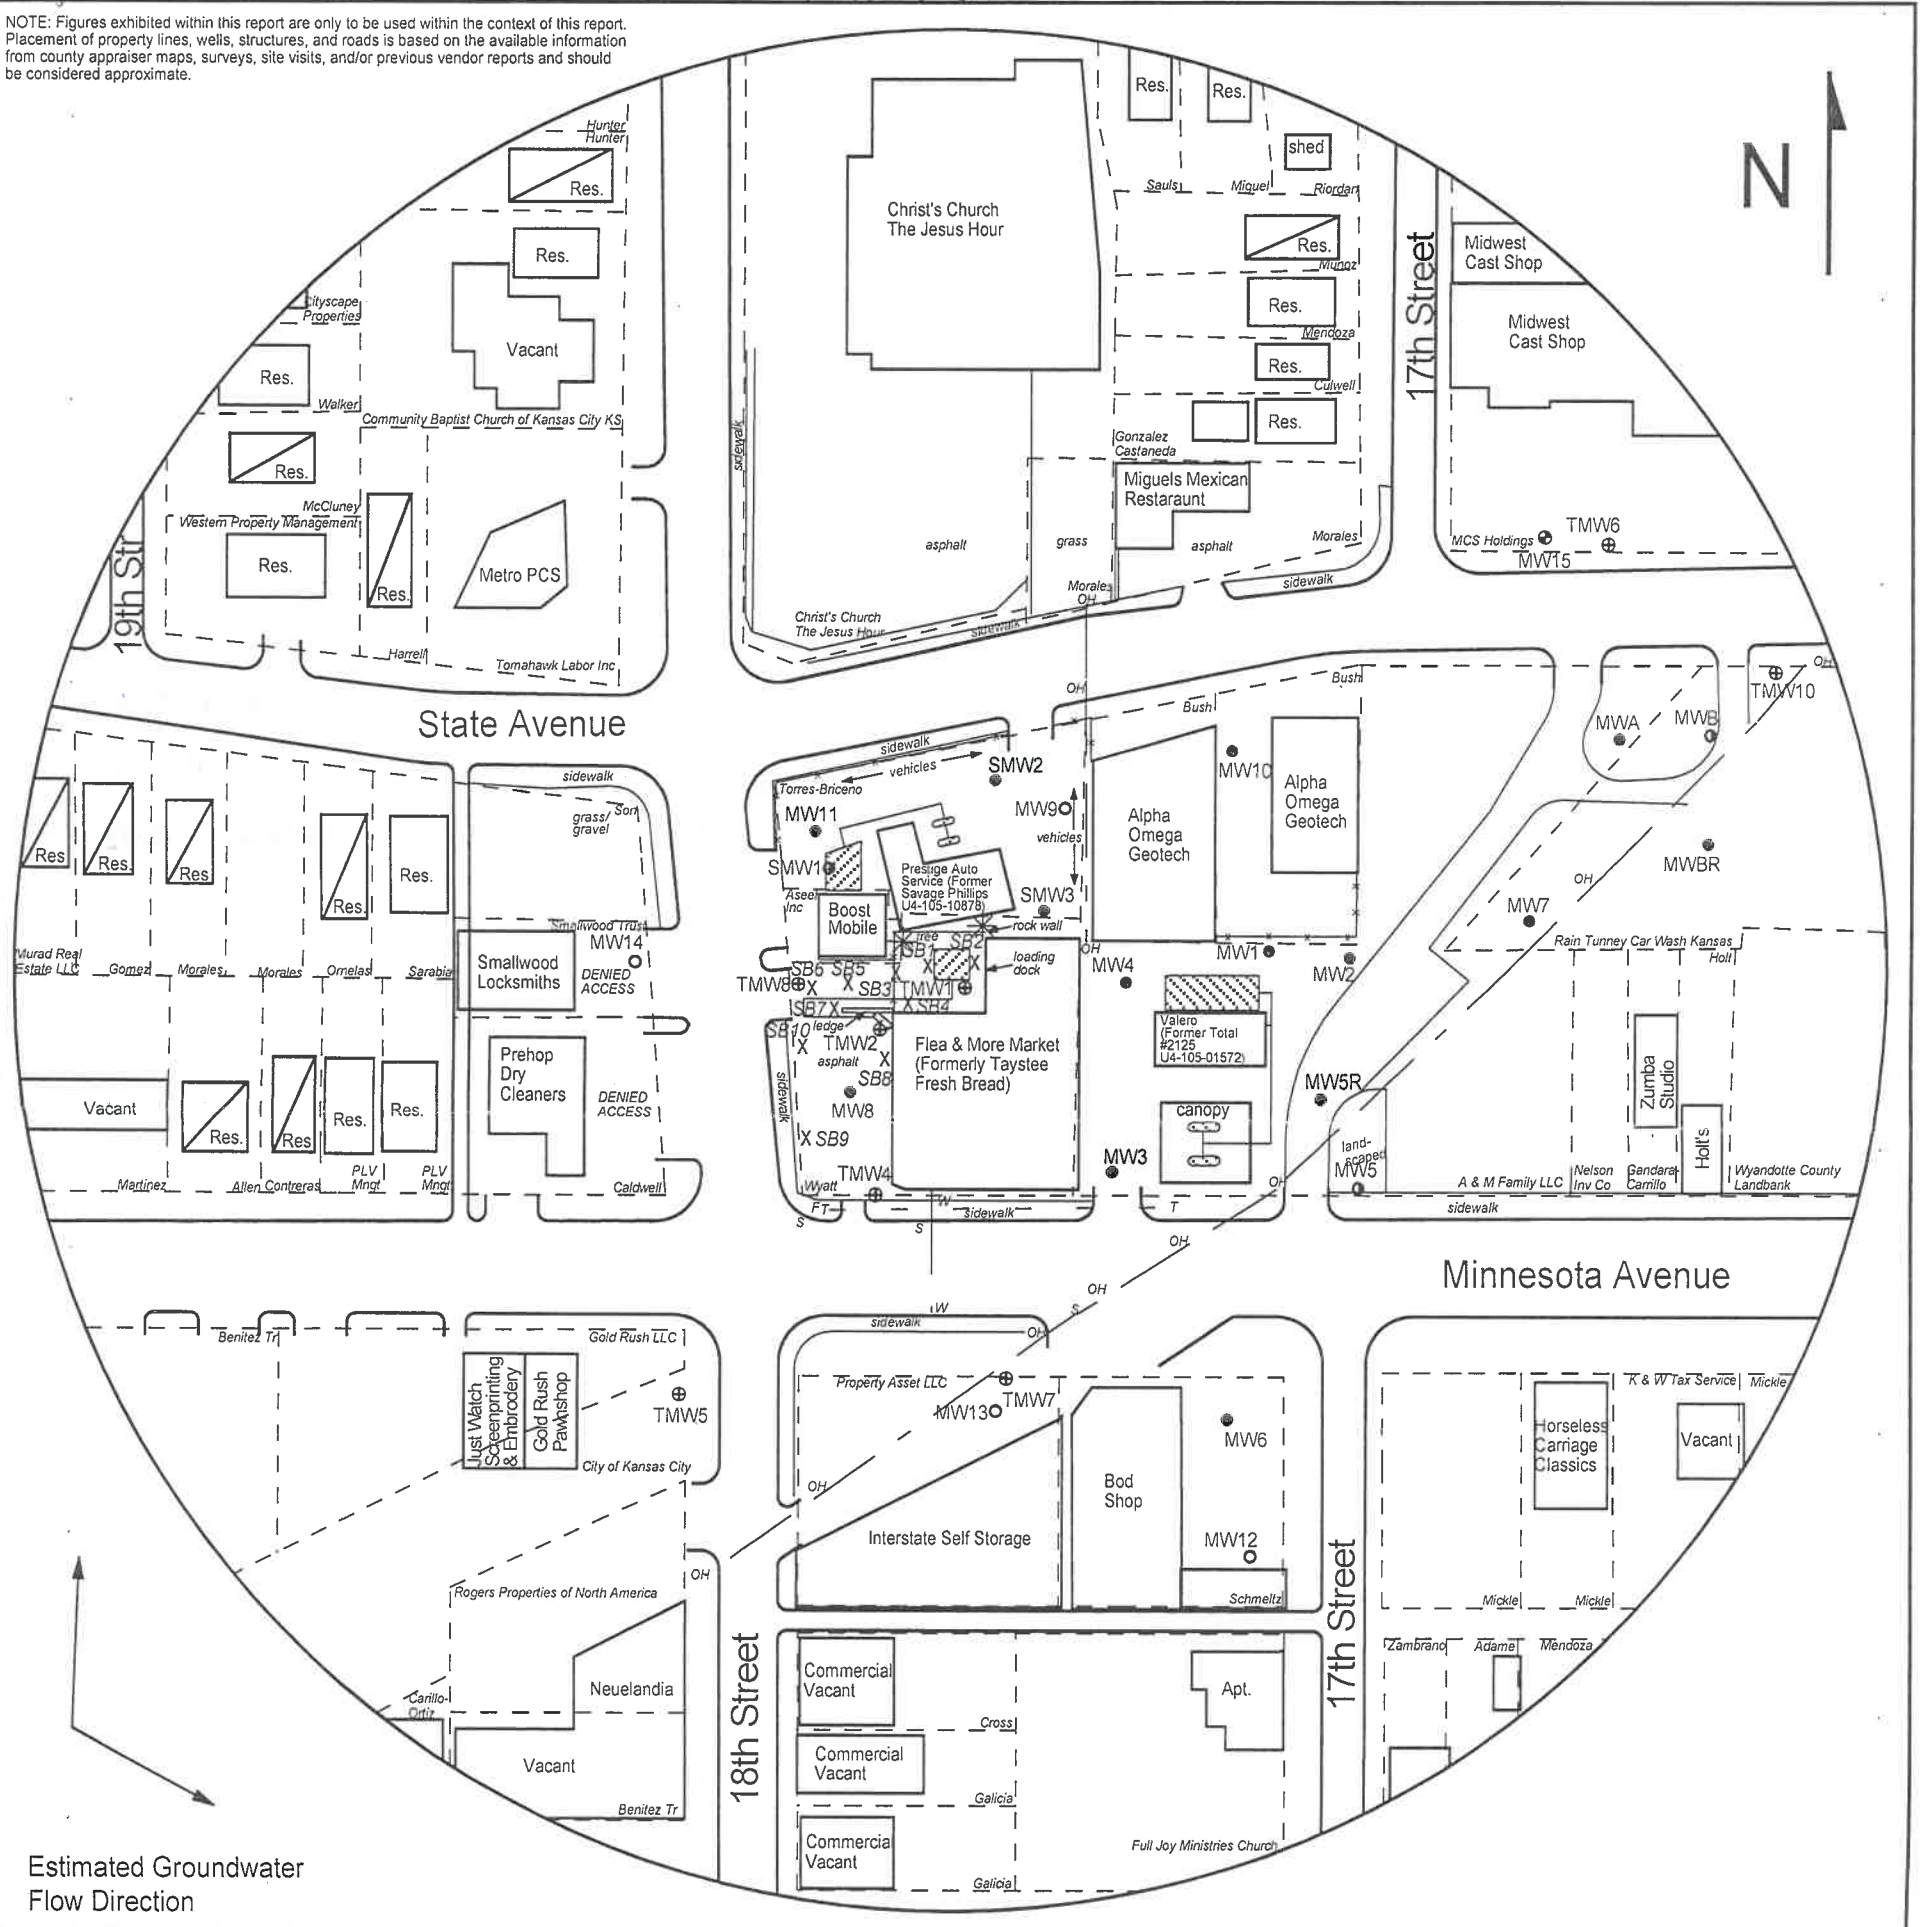 NOTE: Figures exhibited within this report are only to be used within the context of this report.
Placement of property lines, wells, structures, and roads is based on the available information
from county appraiser maps, surveys, site visits, and/or previous vendor reports and should
be considered approximate.
N
Hunter
Hunter
Res.
Res.
Vacant
Cityscape
Properties
Res.
Walker
Community Baptist Church of Kansas City KS
Res.
McCluney
Western Property Management
Res.
Res.
Metro PCS
19th Str
Harrell
Tomahawk Labor Inc
Christ's Church
The Jesus Hour
sidewalk
asphalt
grass
Christ's Church
The Jesus Hour
sidewalk
Morales
OH
Res.
Res.
shed
Sauls
Miquel
Riordan
Res.
Munoz
Res.
Mendoza
Res.
Culwell
Res.
Gonzalez
Castaneda
Miguels Mexican
Restaraunt
asphalt
Morales
sidewalk
17th Street
Midwest
Cast Shop
Midwest
Cast Shop
MCS Holdings
TMW6
MW15
State Avenue
OH
Bush
Bush
OH
TMW10
MWA
MWB
MWBR
OH
MW7
Rain Tunney Car Wash Kansas
Holt
Res
Res.
Res
Res.
Res.
Murad Real
Estate LLC
Gomez
Morales
Morales
Ornelas
Sarabia
sidewalk
Son
grass/
gravel
Smallwood Trust
MW14
Smallwood
Locksmiths
DENIED
ACCESS
Prehop
Dry
Cleaners
DENIED
ACCESS
Caldwell
Vacant
Res.
Res
Res.
Res.
Martinez
Allen
Contreras
PLV
Mngt
PLV
Mngt
sidewalk
vehicles
Torres-Briceno
SMW2
MW11
MW9
vehicles
SMW1
Aseel
Inc
Boost
Mobile
Prestige Auto
Service (Former
Savage Phillips
U4-105-10878)
SMW3
rock wall
tree
SB1
SB2
loading
dock
SB6
SB5
TMW8
SB3
TMW1
SB7
SB4
SB10
ledge
TMW2
asphalt
SB8
MW8
SB9
sidewalk
TMW4
Wyatt
FT
S
S
W
sidewalk
T
Flea & More Market
(Formerly Taystee
Fresh Bread)
Alpha
Omega
Geotech
MW10
Alpha
Omega
Geotech
OH
MW4
MW1
MW2
Valero
(Former Total
#2125
U4-105-01572)
canopy
MW3
MW5R
land-
scaped
MW5
OH
A & M Family LLC
Nelson
Inv Co
Gandara
Carrillo
Zumba
Studio
Holt's
Wyandotte County
Landbank
sidewalk
OH
OH
Minnesota Avenue
Benitez Tr
Gold Rush LLC
Just Watch
Screenprinting
& Embrodery
Gold Rush
Pawnshop
TMW5
City of Kansas City
OH
Rogers Properties of North America
Neuelandia
Carillo-
Ortiz
Vacant
Benitez Tr
18th Street
W
S
sidewalk
OH
Property Asset LLC
TMW7
MW13
OH
Interstate Self Storage
Bod
Shop
MW6
MW12
Schmeltz
17th Street
K & W Tax Service
Mickle
Horseless
Carriage
Classics
Vacant
Mickle
Mickle
Zambrano
Adame
Mendoza
Commercial
Vacant
Cross
Commercial
Vacant
Galicia
Commercia
Vacant
Galicia
Apt.
Full Joy Ministries Church
Estimated Groundwater
Flow Direction